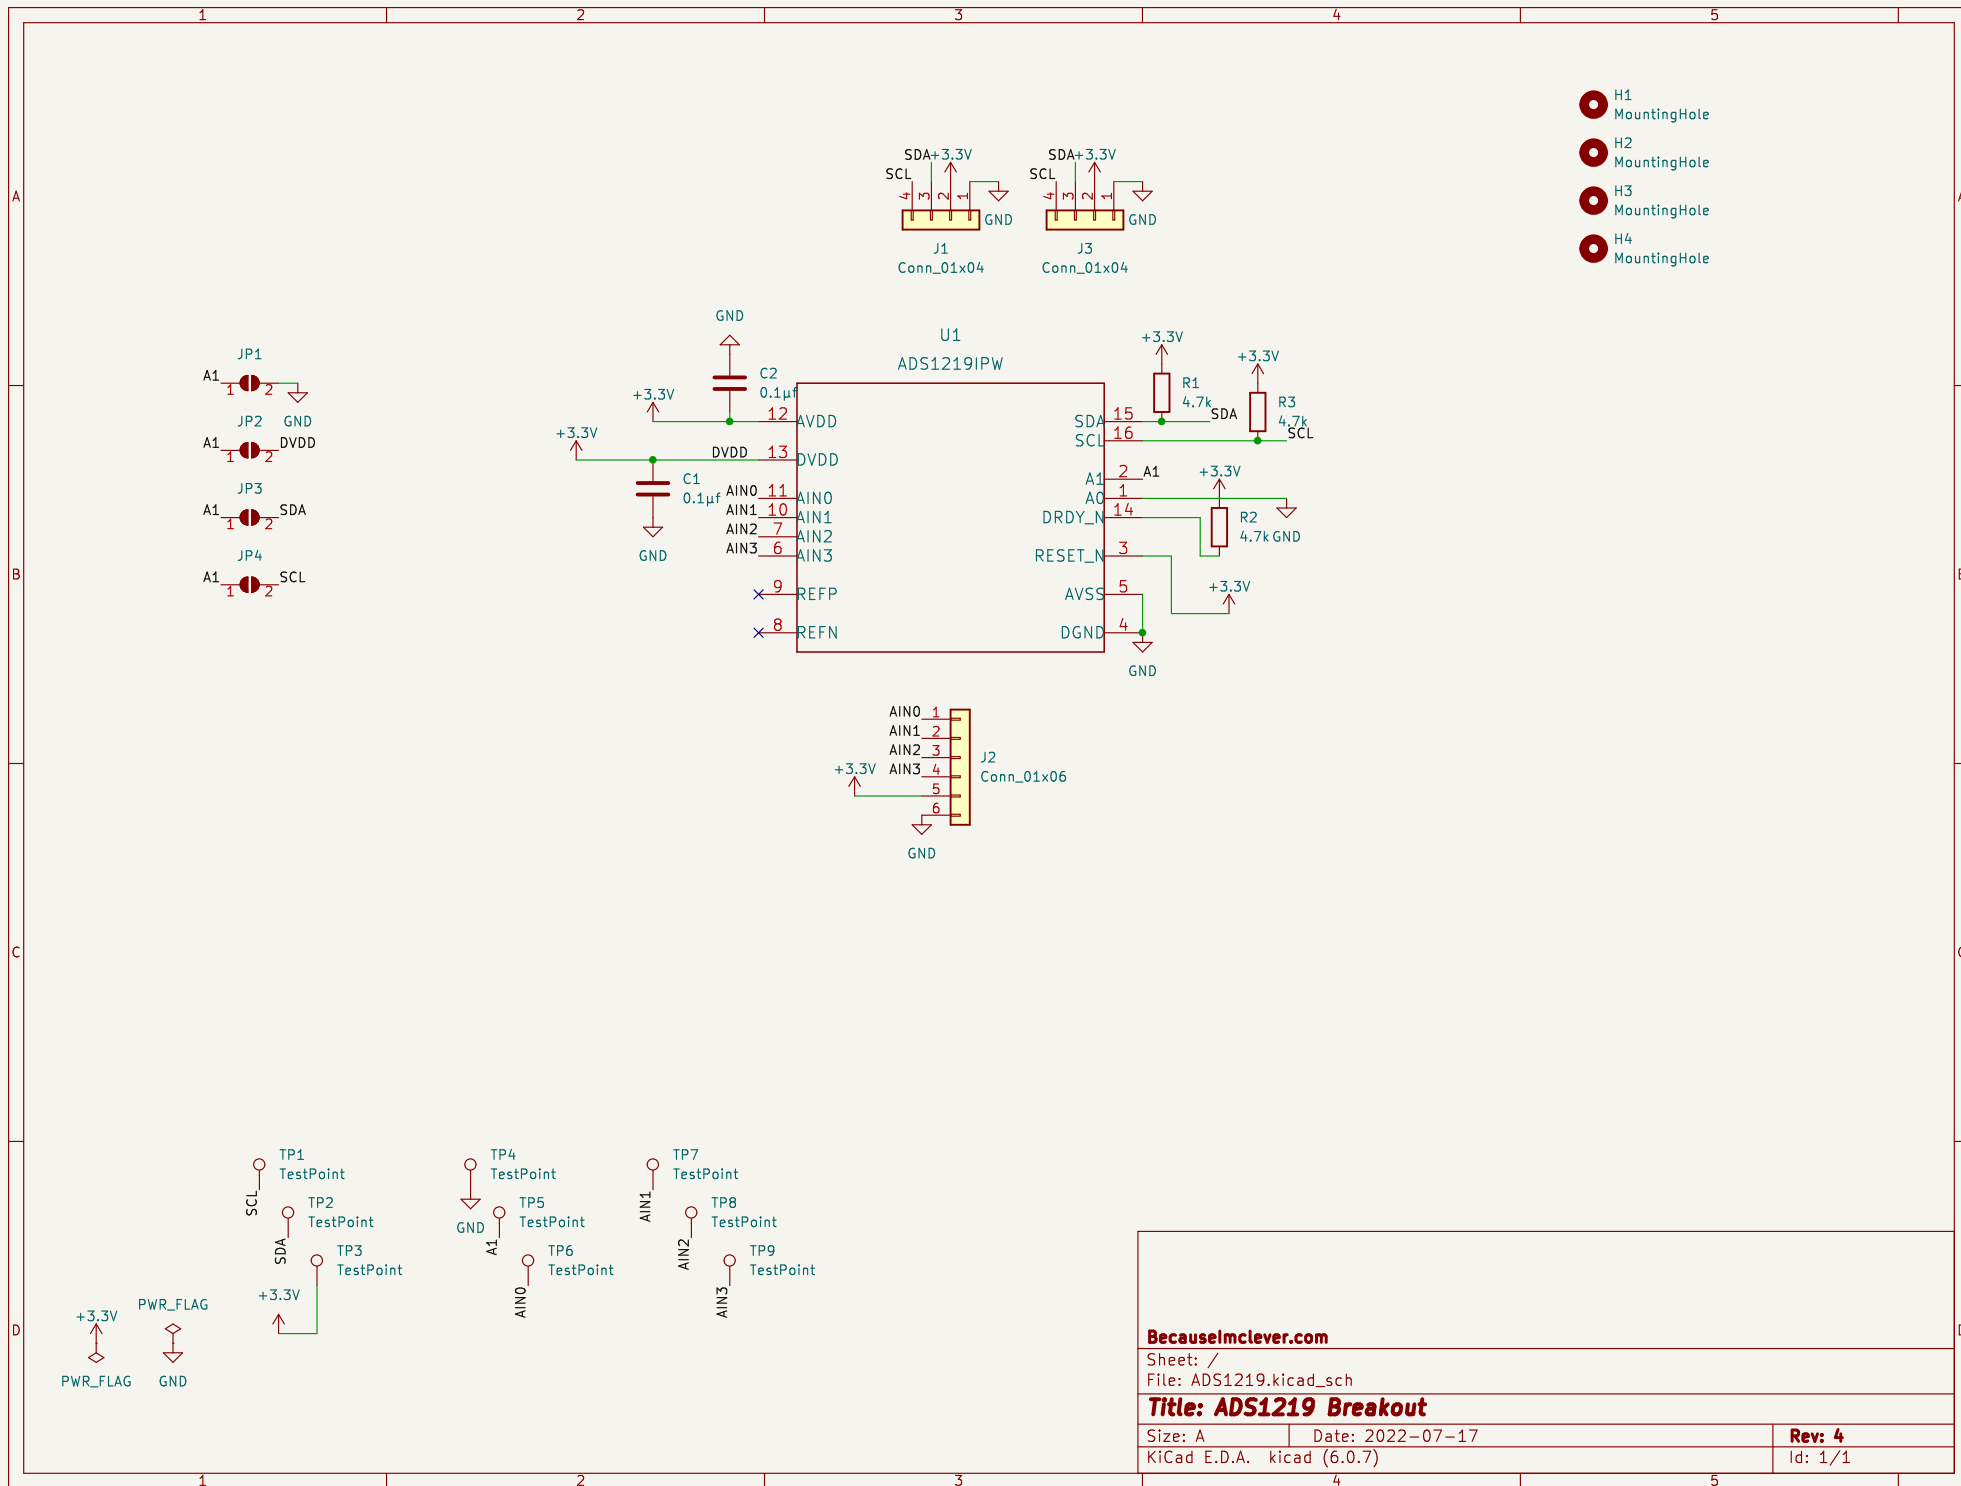 1 2 3 4 5
A
H1
MountingHole
H2
MountingHole
H3
MountingHole
H4
MountingHole
SDA +3.3V
SCL
4 3 2 1
GND
J1
Conn_01x04
SDA +3.3V
SCL
4 3 2 1
GND
J3
Conn_01x04
JP1
A1 1 2
GND
JP2
A1 1 2 DVDD
JP3
A1 1 2 SDA
JP4
A1 1 2 SCL
B
GND
C2
0.1µf
+3.3V
+3.3V
DVDD
C1
0.1µf
GND
U1
ADS1219IPW
12 AVDD
13 DVDD
AIN0 11 AIN0
AIN1 10 AIN1
AIN2 7 AIN2
AIN3 6 AIN3
9 REFP
8 REFN
SDA 15
SCL 16
A1 2 A1
A0 1
DRDY_N 14
RESET_N 3
AVSS 5
DGND 4
GND
+3.3V
R1
4.7k
SDA
+3.3V
R3
4.7k
SCL
+3.3V
R2
4.7k
GND
+3.3V
AIN0 1
AIN1 2
AIN2 3
AIN3 4
+3.3V 5
6
GND
J2
Conn_01x06
C
TP1
TestPoint
SCL
TP2
TestPoint
SDA
TP3
TestPoint
+3.3V
TP4
TestPoint
GND
TP5
TestPoint
A1
TP6
TestPoint
AIN0
TP7
TestPoint
AIN1
TP8
TestPoint
AIN2
TP9
TestPoint
AIN3
D
+3.3V
PWR_FLAG
PWR_FLAG
GND
BecauseImclever.com
Sheet: /
File: ADS1219.kicad_sch
Title: ADS1219 Breakout
Size: A Date: 2022-07-17 Rev: 4
KiCad E.D.A. kicad (6.0.7) Id: 1/1
1 2 3 4 5